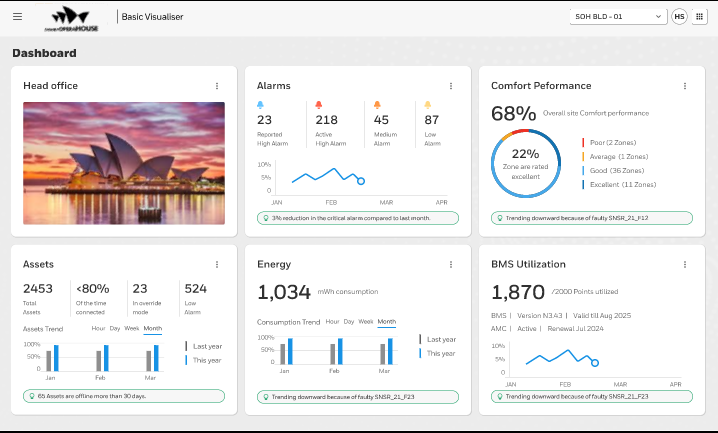 OPERA HOUSE
Basic Visualiser
SOH BLD - 01
HS
Dashboard
Head office
Alarms
23
Reported
High Alarm
218
Active
High Alarm
45
Medium
Alarm
87
Low
Alarm
10%
5%
0
JAN FEB MAR APR
3% reduction in the critical alarm compared to last month.
Comfort Peformance
68% Overall site Comfort performance
22%
Zone are rated
excellent
Poor (2 Zones)
Average (1 Zones)
Good (36 Zones)
Excellent (11 Zones)
Trending downward because of faulty SNSR_21_F12
Assets
2453
Total
Assets
<80%
Of the time
connected
23
In override
mode
524
Low
Alarm
Assets Trend Hour Day Week Month
100%
50%
0
Jan Feb Mar
Last year
This year
65 Assets are offline more than 30 days.
Energy
1,034 mWh consumption
Consumption Trend Hour Day Week Month
100%
50%
0
Jan Feb Mar
Last year
This year
Trending downward because of faulty SNSR_21_F23
BMS Utilization
1,870 /2000 Points utilized
BMS | Version N3.43 | Valid till Aug 2025
AMC | Active | Renewal Jul 2024
10%
5%
0
JAN FEB MAR APR
Trending downward because of faulty SNSR_21_F23